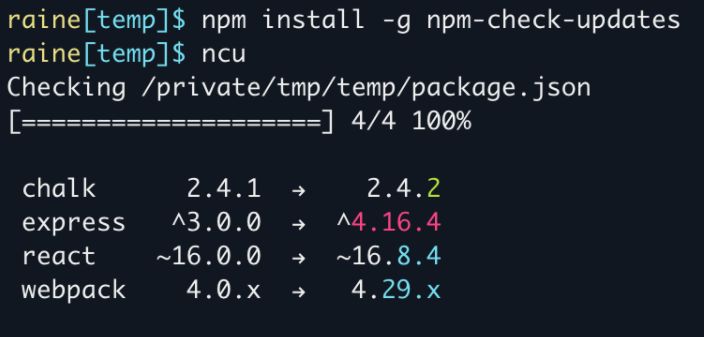 raine[temp]$ npm install -g npm-check-updates
raine[temp]$ ncu
Checking /private/tmp/temp/package.json
[====================] 4/4 100%
chalk 2.4.1 → 2.4.2
express ^3.0.0 → ^4.16.4
react ~16.0.0 → ~16.8.4
webpack 4.0.x → 4.29.x